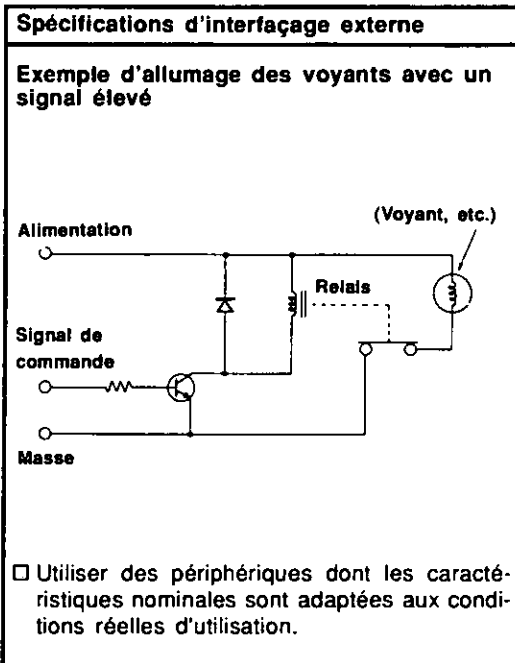 Spécifications d'interfaçage externe
Exemple d'allumage des voyants avec un
signal élevé
(Voyant, etc.)
Alimentation
Relais
Signal de
commande
Masse
□ Utiliser des périphériques dont les caracté-
ristiques nominales sont adaptées aux condi-
tions réelles d'utilisation.